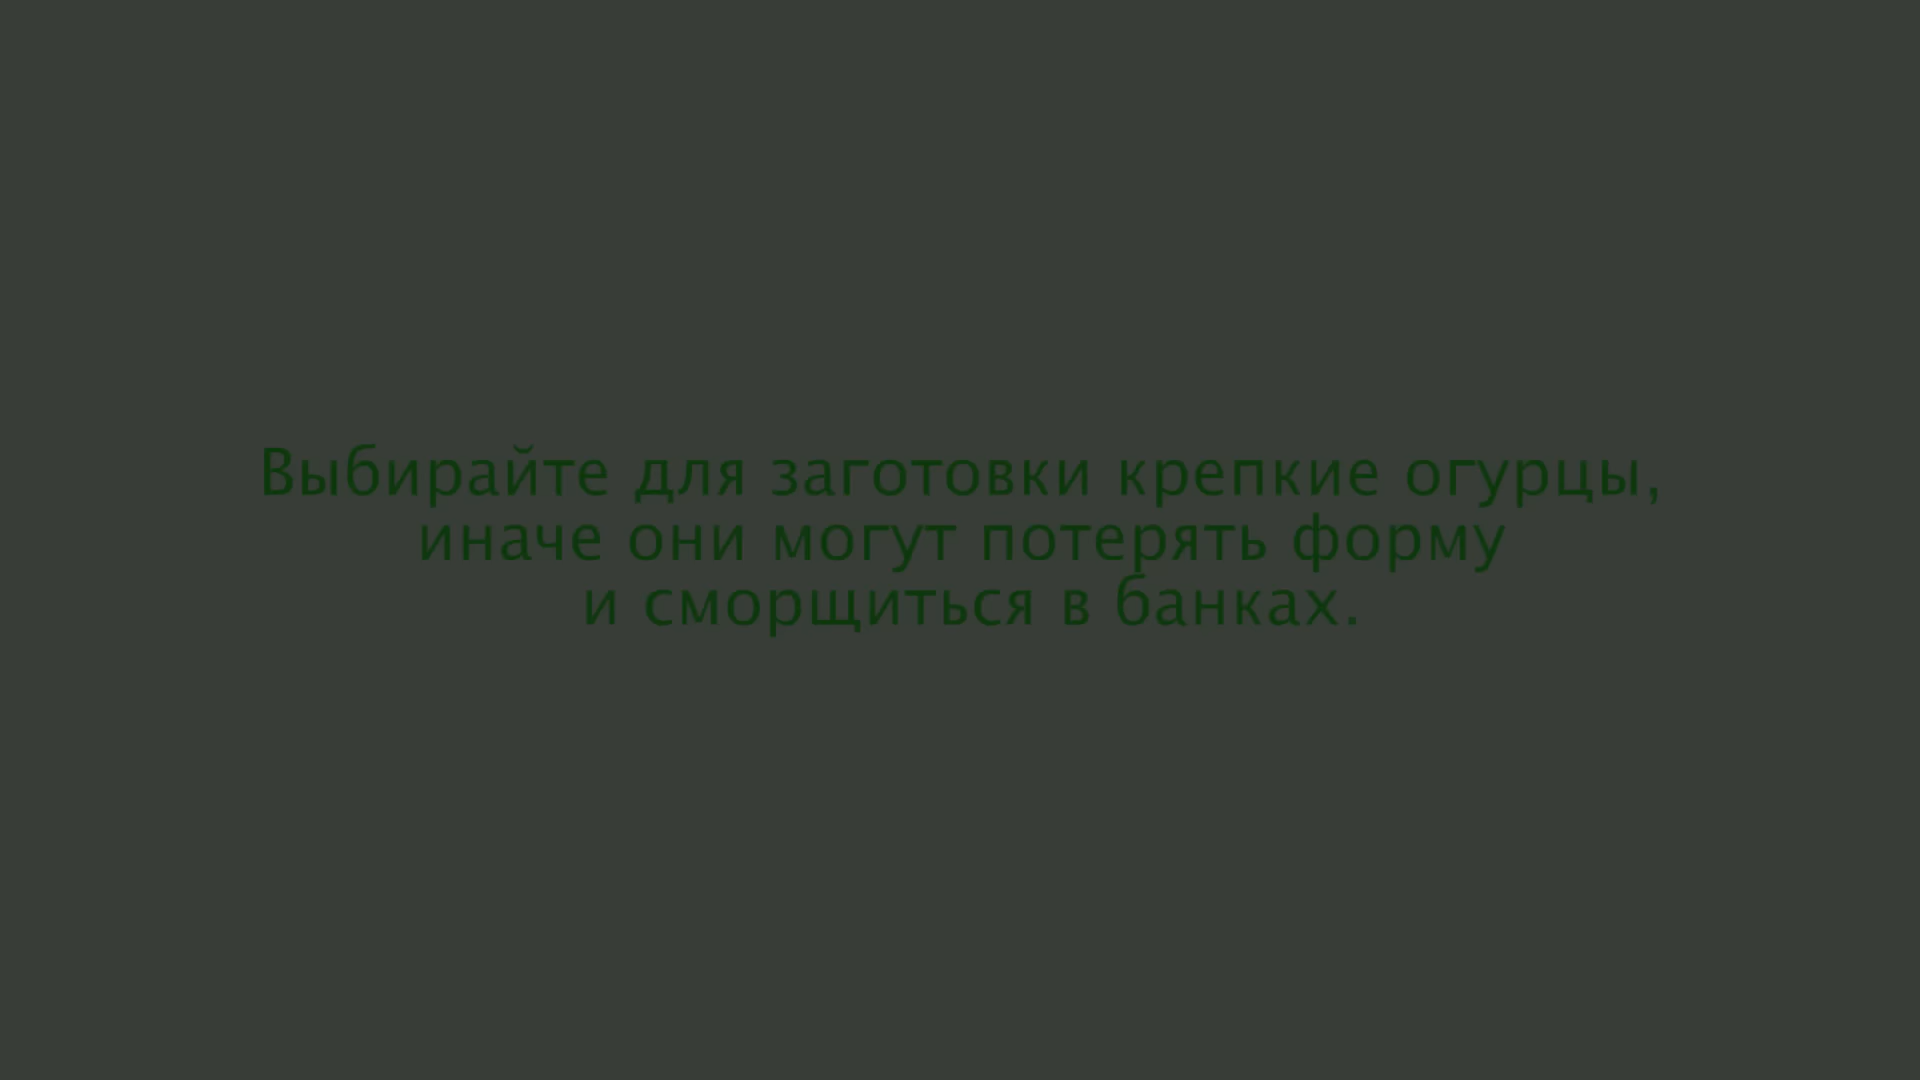 Выбирайте для заготовки крепкие огурцы,
иначе они могут потерять форму
и сморщиться в банках.